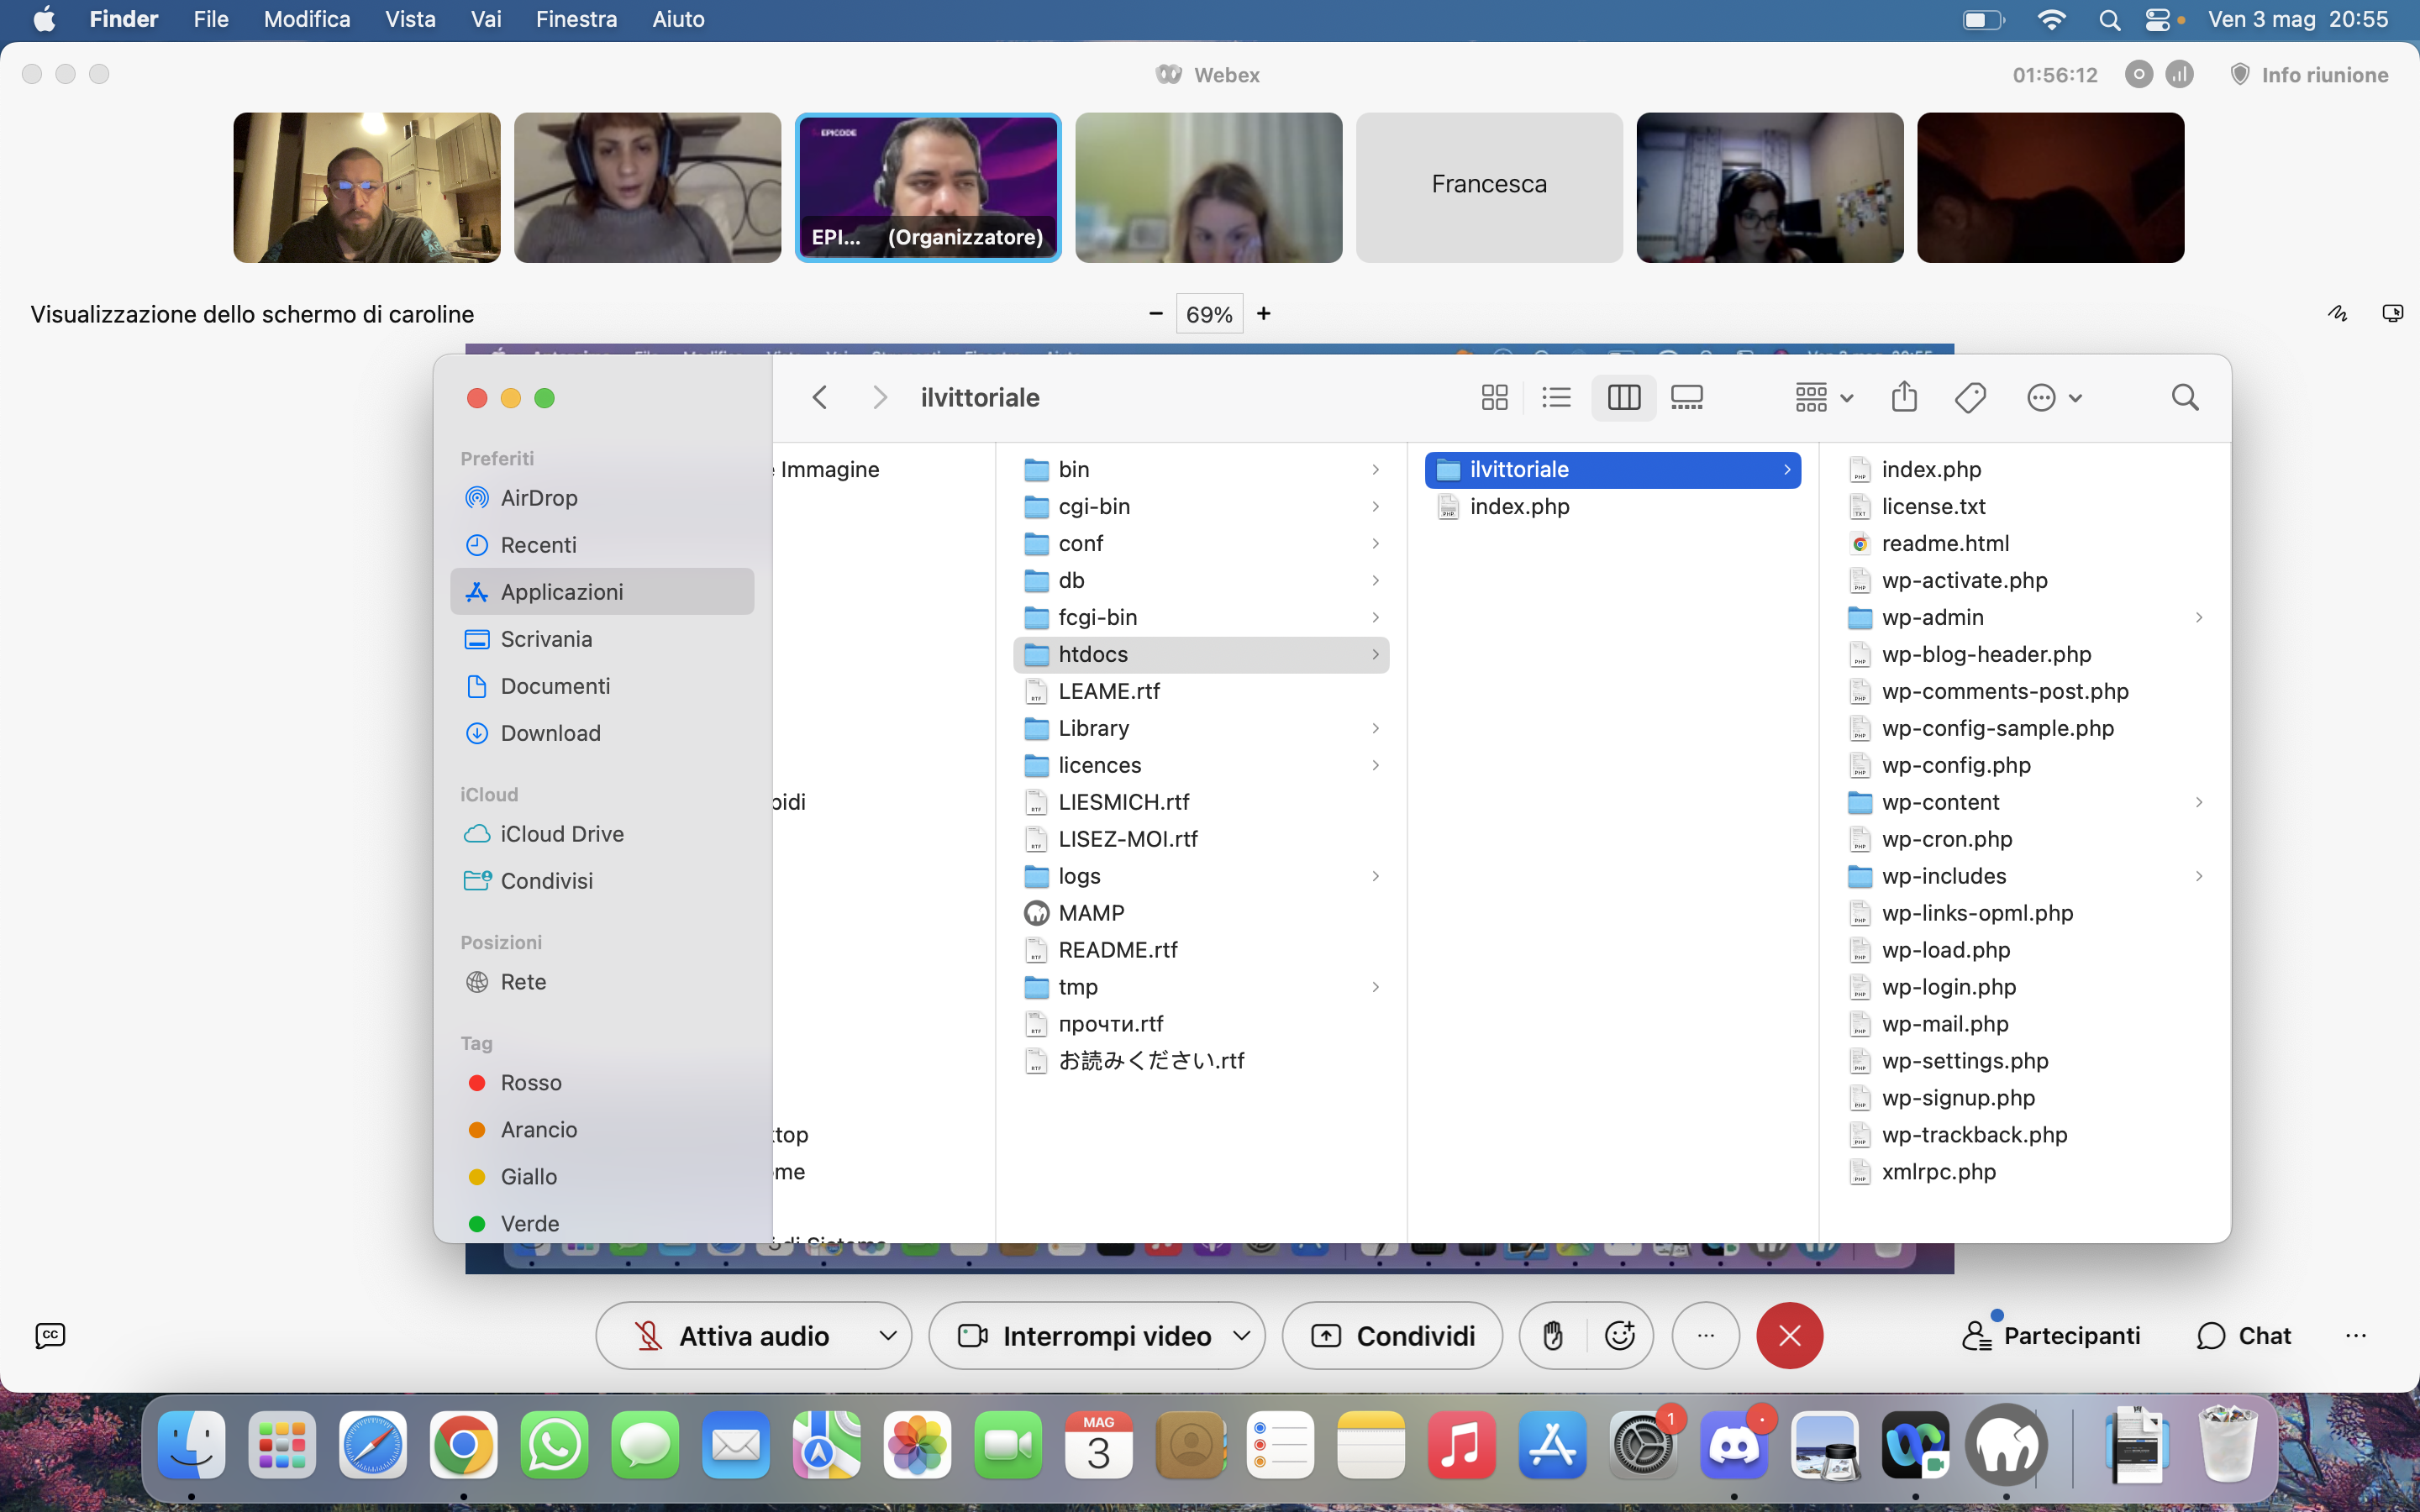 Finder File Modifica Vista Vai Finestra Aiuto
Ven 3 mag 20:55
Webex
01:56:12
Info riunione
EPICODE
EPI... (Organizzatore)
Francesca
Visualizzazione dello schermo di caroline
− 69% +
ilvittoriale
Preferiti
AirDrop
Recenti
Applicazioni
Scrivania
Documenti
Download
iCloud
iCloud Drive
Condivisi
Posizioni
Rete
Tag
Rosso
Arancio
Giallo
Verde
Immagine
pidi
top
me
di Sistema
bin
cgi-bin
conf
db
fcgi-bin
htdocs
LEAME.rtf
Library
licences
LIESMICH.rtf
LISEZ-MOI.rtf
logs
MAMP
README.rtf
tmp
прочти.rtf
お読みください.rtf
ilvittoriale
index.php
index.php
license.txt
readme.html
wp-activate.php
wp-admin
wp-blog-header.php
wp-comments-post.php
wp-config-sample.php
wp-config.php
wp-content
wp-cron.php
wp-includes
wp-links-opml.php
wp-load.php
wp-login.php
wp-mail.php
wp-settings.php
wp-signup.php
wp-trackback.php
xmlrpc.php
CC
Attiva audio
Interrompi video
Condividi
Partecipanti
Chat
MAG
3
1